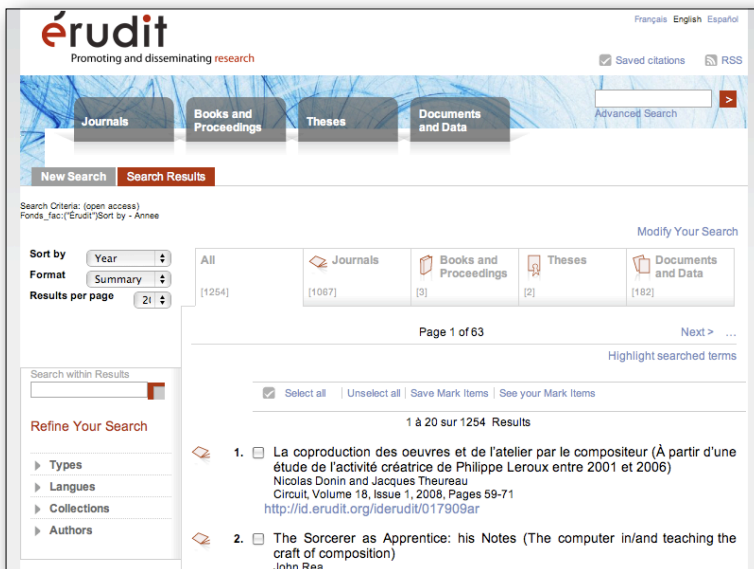 érudit
Promoting and disseminating research
Français English Español
Saved citations RSS
Journals
Books and Proceedings
Theses
Documents and Data
>
Advanced Search
New Search Search Results
Search Criteria: (open access)
Fonds_fac:("Érudit")Sort by - Annee
Modify Your Search
Sort by Year
Format Summary
Results per page
All
[1254]
Journals
[1067]
Books and Proceedings
[3]
Theses
[2]
Documents and Data
[182]
Page 1 of 63
Next > ...
Highlight searched terms
Search within Results
Select all | Unselect all | Save Mark Items | See your Mark Items
1 à 20 sur 1254 Results
Refine Your Search
Types
Langues
Collections
Authors
1. La coproduction des oeuvres et de l'atelier par le compositeur (À partir d'une
étude de l'activité créatrice de Philippe Leroux entre 2001 et 2006)
Nicolas Donin and Jacques Theureau
Circuit, Volume 18, Issue 1, 2008, Pages 59-71
http://id.erudit.org/iderudit/017909ar
2. The Sorcerer as Apprentice: his Notes (The computer in/and teaching the
craft of composition)
John Rea